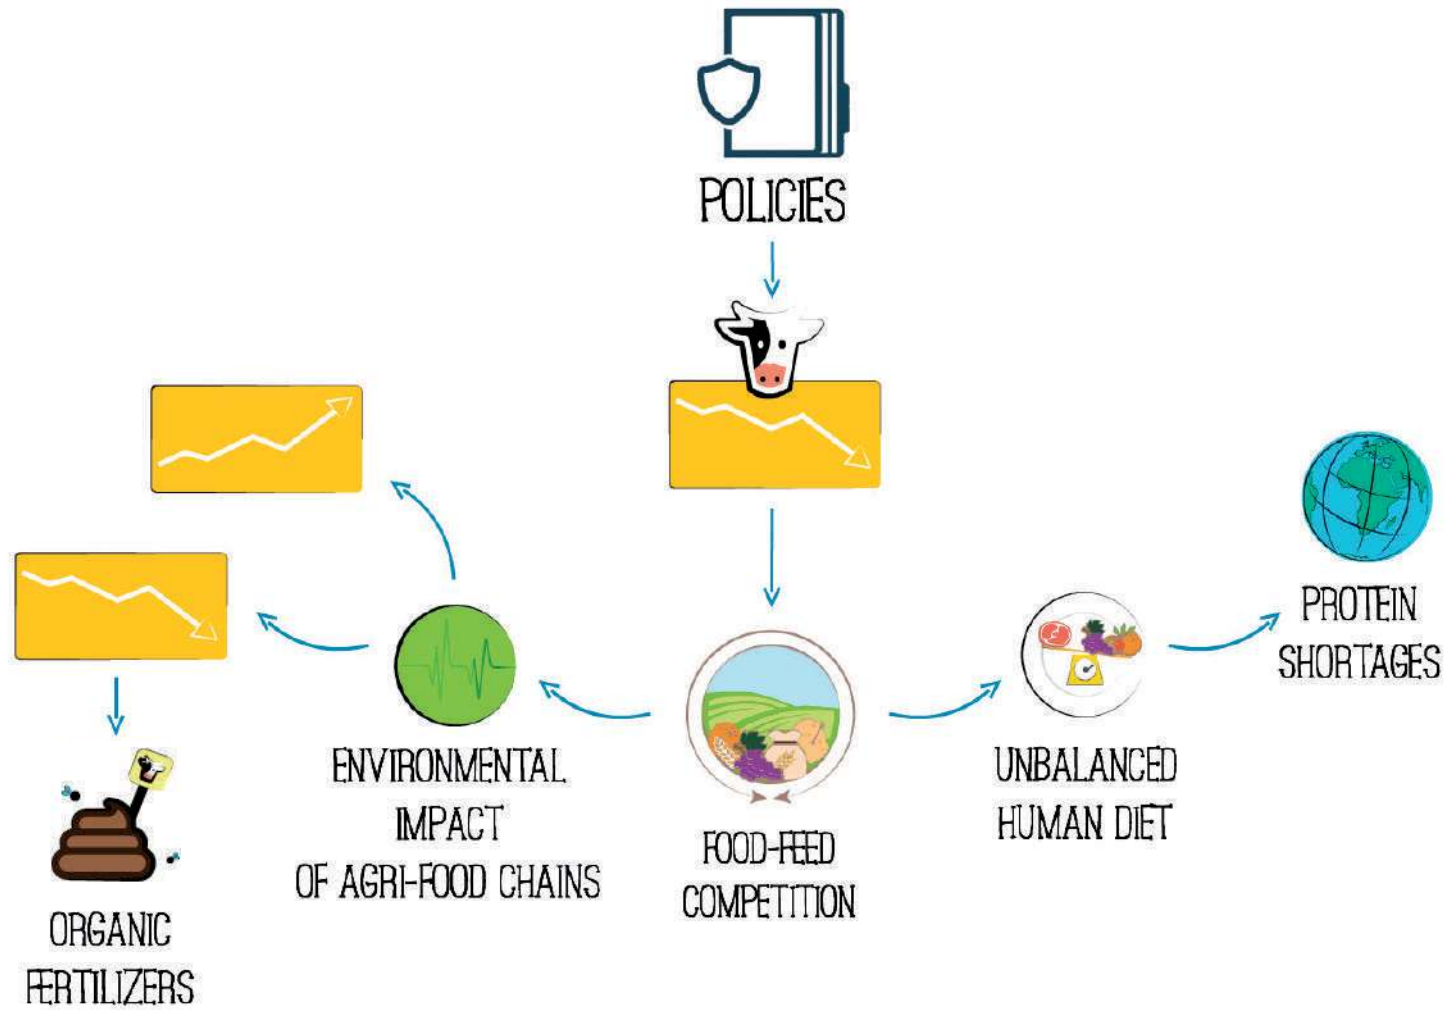 POLICIES
PROTEIN
SHORTAGES
ENVIRONMENTAL
IMPACT
OF AGRI-FOOD CHAINS
UNBALANCED
HUMAN DIET
FOOD-FEED
COMPETITION
ORGANIC
FERTILIZERS